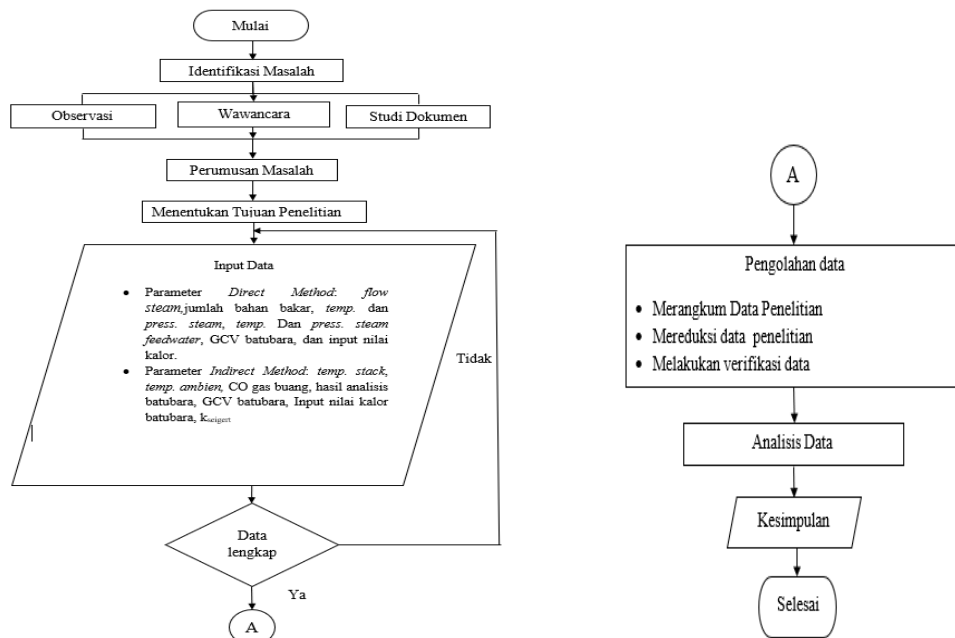 Mulai
Identifikasi Masalah
Observasi
Wawancara
Studi Dokumen
Perumusan Masalah
Menentukan Tujuan Penelitian
Input Data
• Parameter Direct Method: flow
steam,jumlah bahan bakar, temp. dan
press. steam, temp. Dan press. steam
feedwater, GCV batubara, dan input nilai
kalor.
• Parameter Indirect Method: temp. stack,
temp. ambien, CO gas buang, hasil analisis
batubara, GCV batubara, Input nilai kalor
batubara, kseigert
Tidak
Data
lengkap
Ya
A
A
Pengolahan data
• Merangkum Data Penelitian
• Mereduksi data penelitian
• Melakukan verifikasi data
Analisis Data
Kesimpulan
Selesai